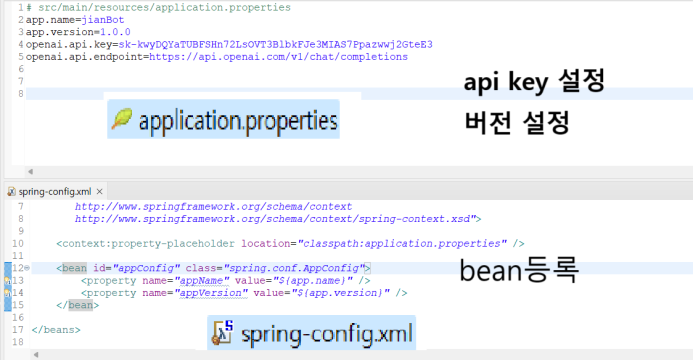 1 # src/main/resources/application.properties
2 app.name=jianBot
3 app.version=1.0.0
4 openai.api.key=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
5 openai.api.endpoint=https://api.openai.com/v1/chat/completions
6
7
8
api key 설정
application.properties
버전 설정
spring-config.xml
7 http://www.springframework.org/schema/context
8 http://www.springframework.org/schema/context/spring-context.xsd">
9
10 <context:property-placeholder location="classpath:application.properties" />
11
12 <bean id="appConfig" class="spring.conf.AppConfig">
bean등록
13 <property name="appName" value="${app.name}" />
14 <property name="appVersion" value="${app.version}" />
15 </bean>
16
17 </beans>
18
spring-config.xml